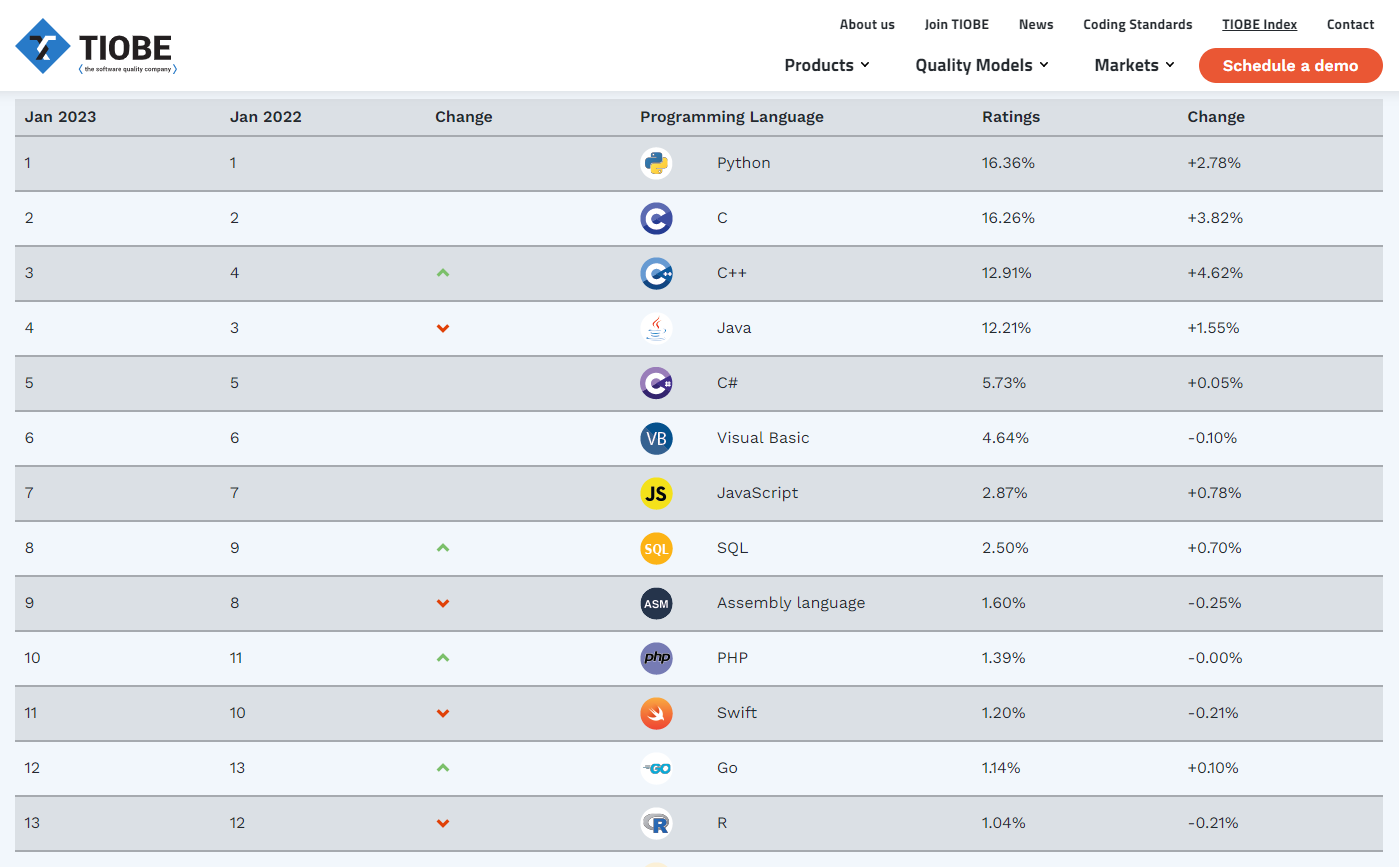 About us Join TIOBE News Coding Standards TIOBE Index Contact
TIOBE
⟨ the software quality company ⟩
Products Quality Models Markets Schedule a demo
Jan 2023 Jan 2022 Change Programming Language Ratings Change
1 1 Python 16.36% +2.78%
2 2 C 16.26% +3.82%
3 4 C++ 12.91% +4.62%
4 3 Java 12.21% +1.55%
5 5 C# 5.73% +0.05%
6 6 VB Visual Basic 4.64% -0.10%
7 7 JS JavaScript 2.87% +0.78%
8 9 SQL SQL 2.50% +0.70%
9 8 ASM Assembly language 1.60% -0.25%
10 11 php PHP 1.39% -0.00%
11 10 Swift 1.20% -0.21%
12 13 GO Go 1.14% +0.10%
13 12 R R 1.04% -0.21%